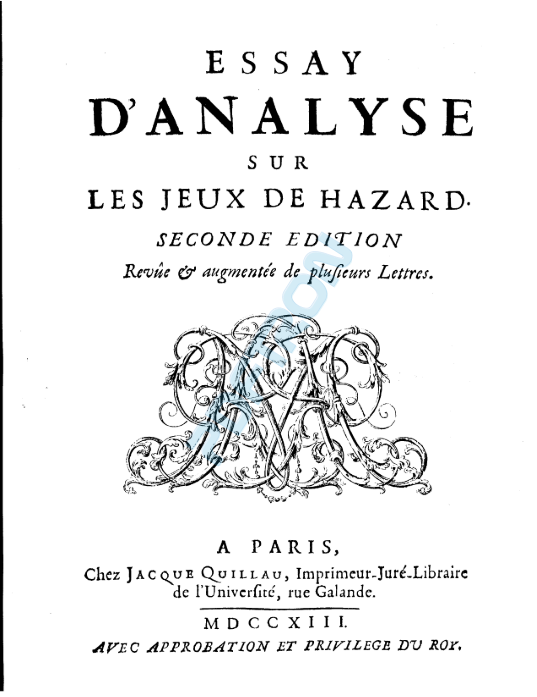 ESSAY
D'ANALYSE
SUR
LES JEUX DE HAZARD.
SECONDE EDITION
Revûe & augmentée de plusieurs Lettres.
A PARIS,
Chez JACQUE QUILLAU, Imprimeur-Juré-Libraire
de l'Université, rue Galande.
MDCCXIII.
AVEC APPROBATION ET PRIVILEGE DU ROY.